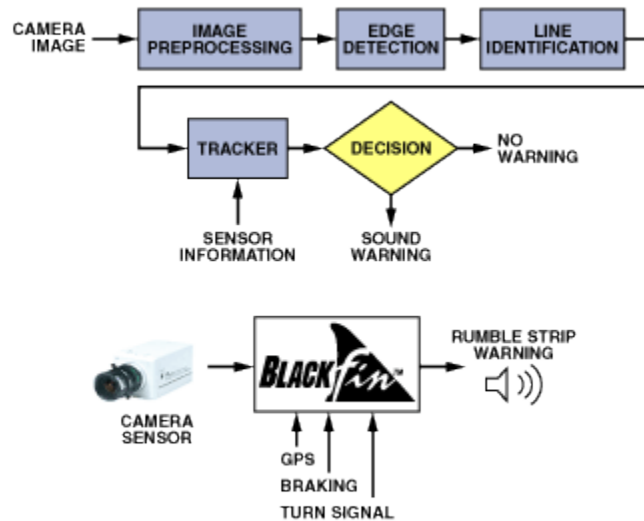 CAMERA
IMAGE
IMAGE
PREPROCESSING
EDGE
DETECTION
LINE
IDENTIFICATION
TRACKER
DECISION
NO
WARNING
SENSOR
INFORMATION
SOUND
WARNING
CAMERA
SENSOR
BLACKfin™
RUMBLE STRIP
WARNING
GPS
BRAKING
TURN SIGNAL